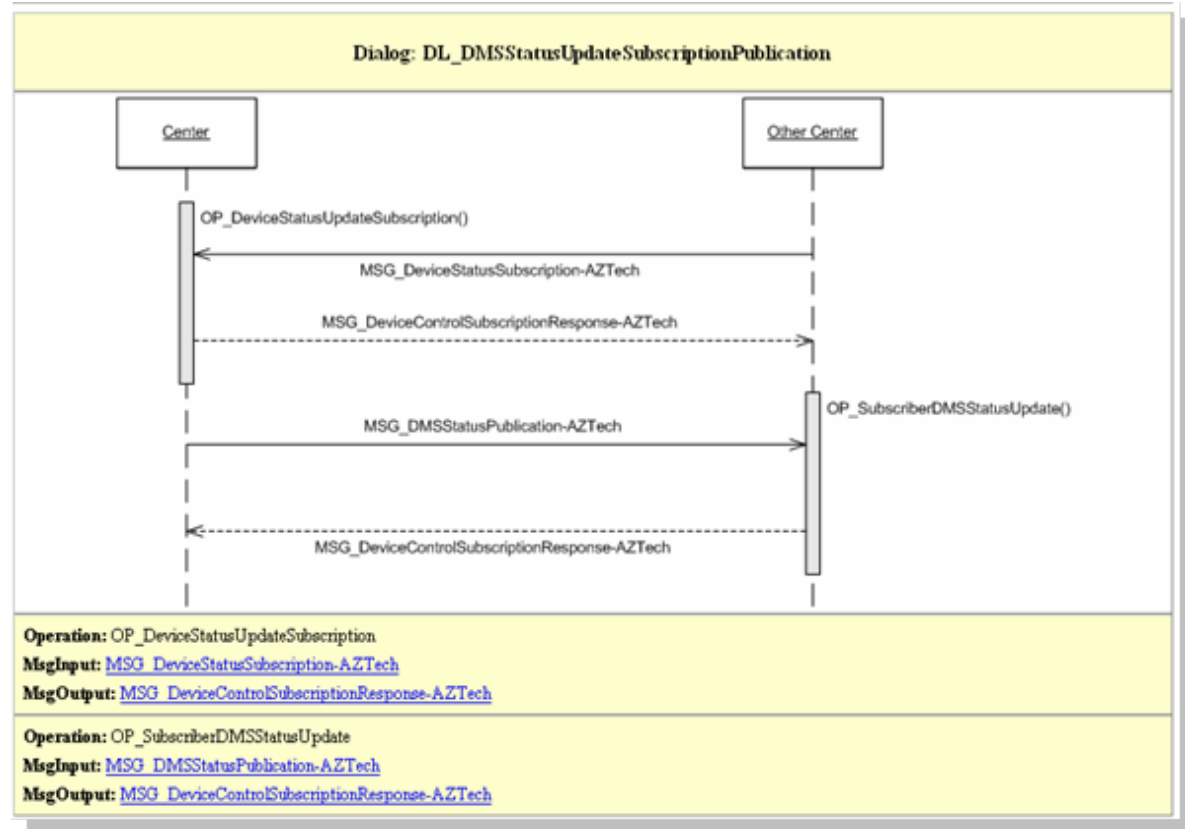 Dialog: DL_DMSStatusUpdateSubscriptionPublication
Center
Other Center
OP_DeviceStatusUpdateSubscription()
MSG_DeviceStatusSubscription-AZTech
MSG_DeviceControlSubscriptionResponse-AZTech
OP_SubscriberDMSStatusUpdate()
MSG_DMSStatusPublication-AZTech
MSG_DeviceControlSubscriptionResponse-AZTech
Operation: OP_DeviceStatusUpdateSubscription
MsgInput: MSG_DeviceStatusSubscription-AZTech
MsgOutput: MSG_DeviceControlSubscriptionResponse-AZTech
Operation: OP_SubscriberDMSStatusUpdate
MsgInput: MSG_DMSStatusPublication-AZTech
MsgOutput: MSG_DeviceControlSubscriptionResponse-AZTech